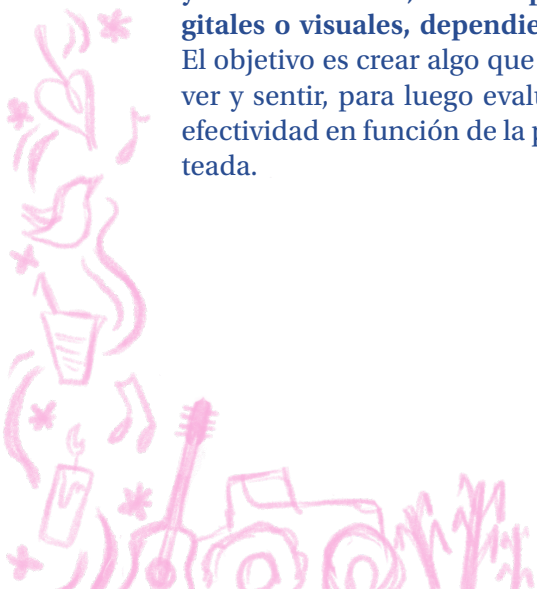 gitales o visuales, dependie
El objetivo es crear algo que
ver y sentir, para luego evalu
efectividad en función de la p
teada.